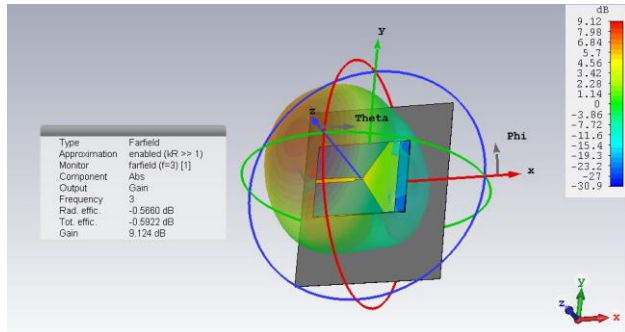 dB
9.12
7.98
6.84
5.7
4.56
3.42
2.28
1.14
0
-3.86
-7.72
-11.6
-15.4
-19.3
-23.2
-27
-30.9
y
z
Theta
Phi
x
Type Farfield
Approximation enabled (kR >> 1)
Monitor farfield (f=3) [1]
Component Abs
Output Gain
Frequency 3
Rad. effic. -0.5660 dB
Tot. effic. -0.5922 dB
Gain 9.124 dB
y
z
x